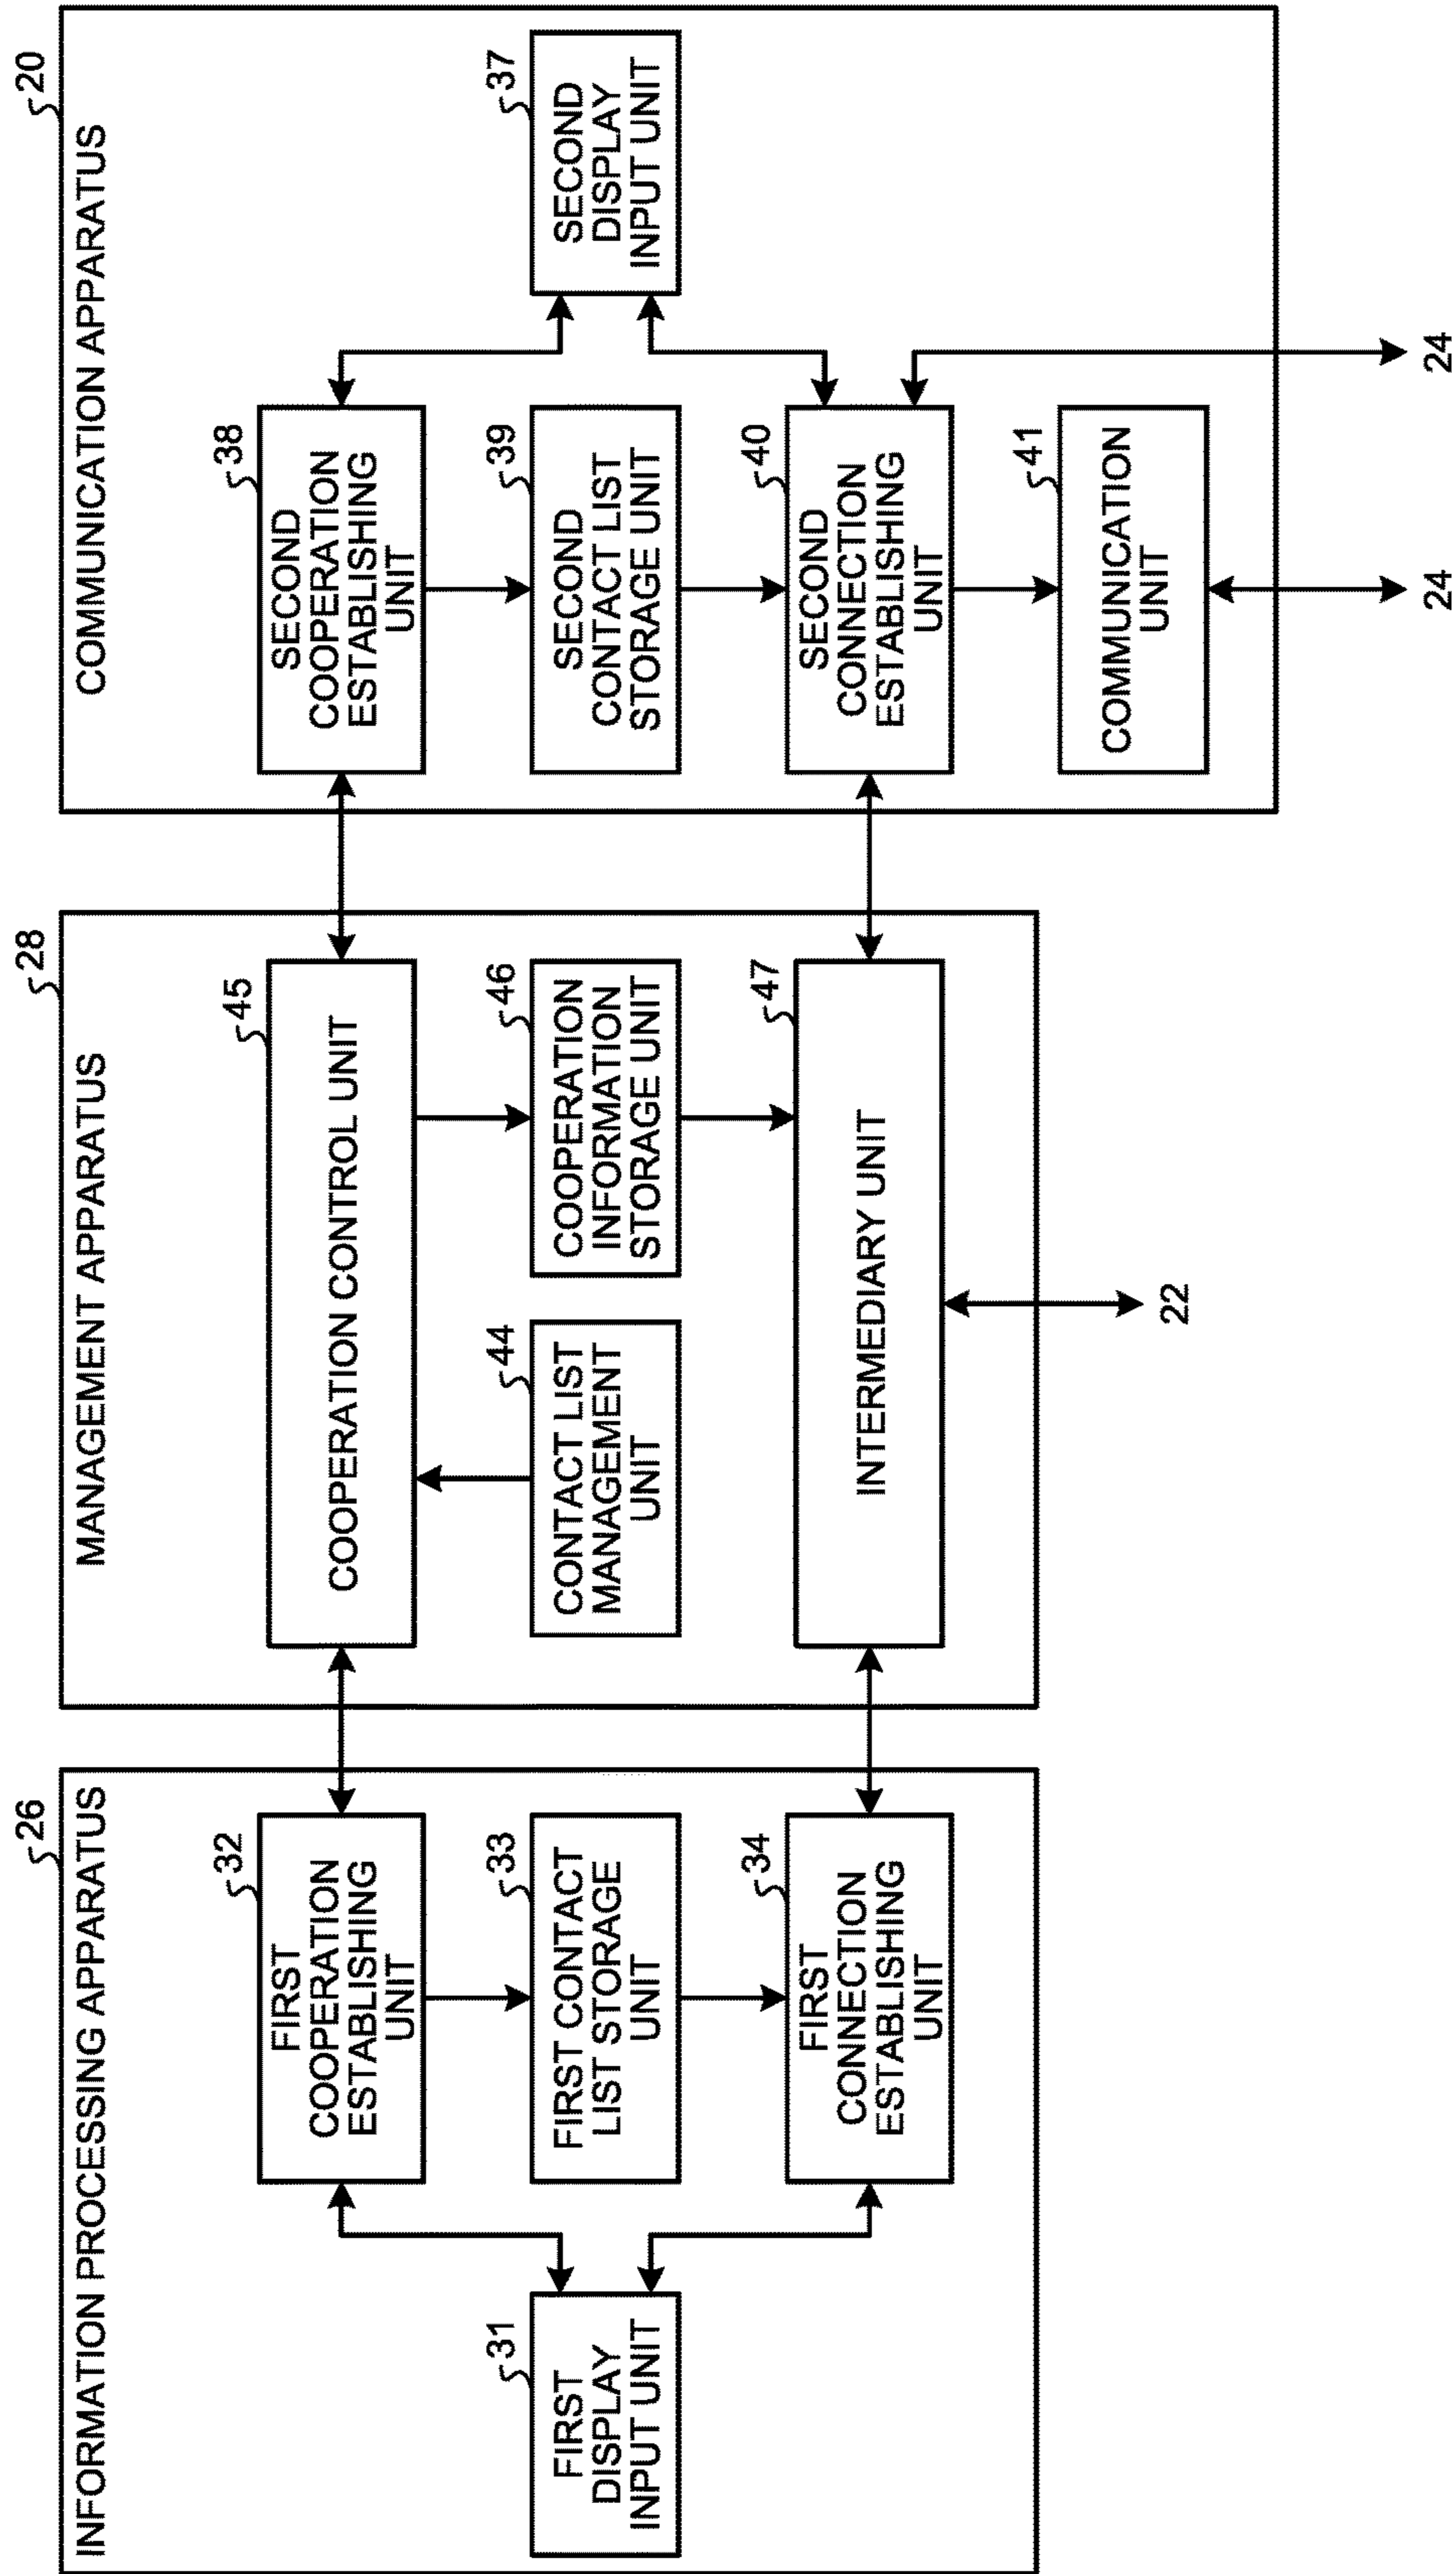 26
INFORMATION PROCESSING APPARATUS
32
FIRST
COOPERATION
ESTABLISHING
UNIT
31
FIRST
DISPLAY
INPUT UNIT
33
FIRST CONTACT
LIST STORAGE
UNIT
34
FIRST
CONNECTION
ESTABLISHING
UNIT
28
MANAGEMENT APPARATUS
45
COOPERATION CONTROL UNIT
44
CONTACT LIST
MANAGEMENT
UNIT
46
COOPERATION
INFORMATION
STORAGE UNIT
47
INTERMEDIARY UNIT
22
20
COMMUNICATION APPARATUS
38
SECOND
COOPERATION
ESTABLISHING
UNIT
39
SECOND
CONTACT LIST
STORAGE UNIT
37
SECOND
DISPLAY
INPUT UNIT
40
SECOND
CONNECTION
ESTABLISHING
UNIT
41
COMMUNICATION
UNIT
24
24